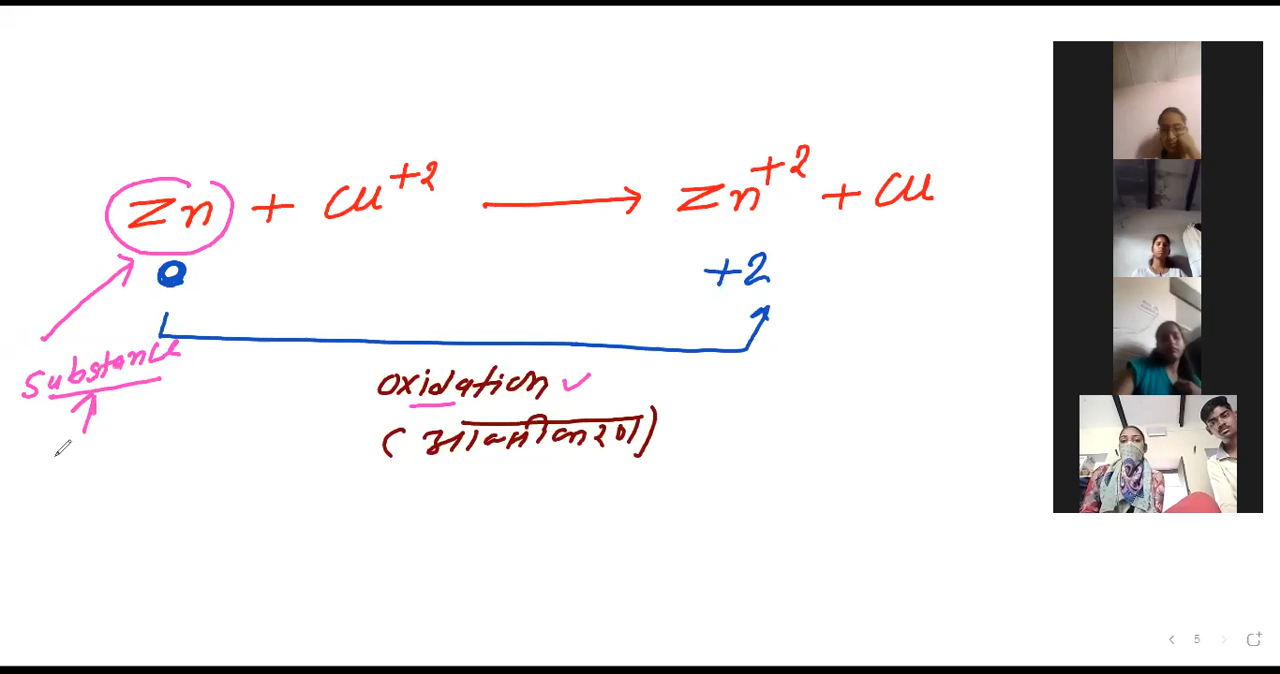 Zn + Cu+2 → Zn+2 + Cu
0 +2
Substance
Oxidation ✓
(आक्सीकरण)
5